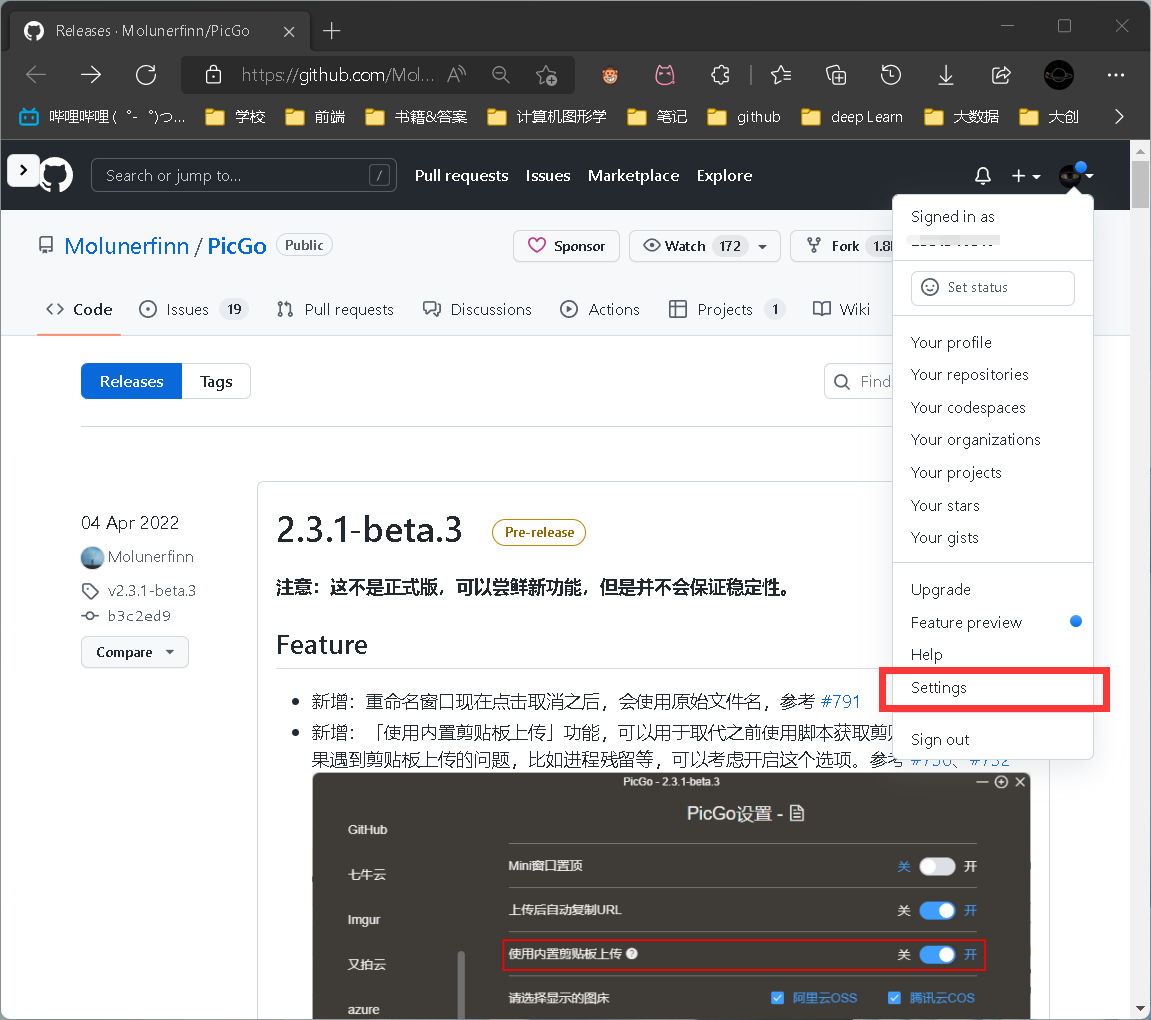 Releases · Molunerfinn/PicGo
https://github.com/Mol...
哔哩哔哩 (゜-゜)つ... 学校 前端 书籍&答案 计算机图形学 笔记 github deep Learn 大数据 大创
Search or jump to... / Pull requests Issues Marketplace Explore
Signed in as
Molunerfinn / PicGo Public Sponsor Watch 172 Fork 1.8
Set status
Code Issues 19 Pull requests Discussions Actions Projects 1 Wiki
Your profile
Your repositories
Your codespaces
Your organizations
Your projects
Your stars
Your gists
Upgrade
Feature preview
Help
Settings
Sign out
Releases Tags Find
04 Apr 2022
Molunerfinn
v2.3.1-beta.3
b3c2ed9
Compare
2.3.1-beta.3 Pre-release
注意：这不是正式版，可以尝鲜新功能，但是并不会保证稳定性。
Feature
新增：重命名窗口现在点击取消之后，会使用原始文件名，参考 #791
新增：「使用内置剪贴板上传」功能，可以用于取代之前使用脚本获取剪
果遇到剪贴板上传的问题，比如进程残留等，可以考虑开启这个选项。参考
PicGo - 2.3.1-beta.3
PicGo设置 -
GitHub
七牛云
Imgur
又拍云
azure
Mini窗口置顶 关 开
上传后自动复制URL 关 开
使用内置剪贴板上传 关 开
请选择显示的图床 阿里云OSS 腾讯云COS